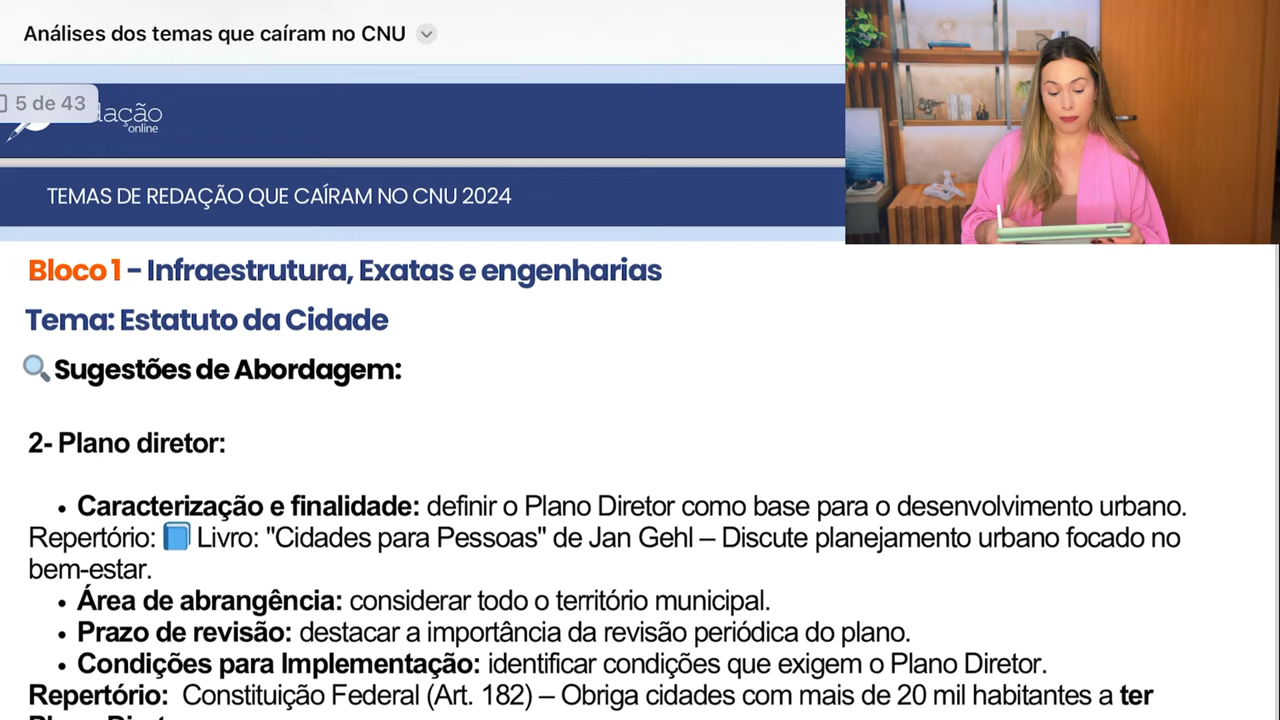 Análises dos temas que caíram no CNU
5 de 43
dação
online
TEMAS DE REDAÇÃO QUE CAÍRAM NO CNU 2024
Bloco 1 - Infraestrutura, Exatas e engenharias
Tema: Estatuto da Cidade
Sugestões de Abordagem:
2- Plano diretor:
• Caracterização e finalidade: definir o Plano Diretor como base para o desenvolvimento urbano.
Repertório: Livro: "Cidades para Pessoas" de Jan Gehl – Discute planejamento urbano focado no
bem-estar.
• Área de abrangência: considerar todo o território municipal.
• Prazo de revisão: destacar a importância da revisão periódica do plano.
• Condições para Implementação: identificar condições que exigem o Plano Diretor.
Repertório: Constituição Federal (Art. 182) – Obriga cidades com mais de 20 mil habitantes a ter